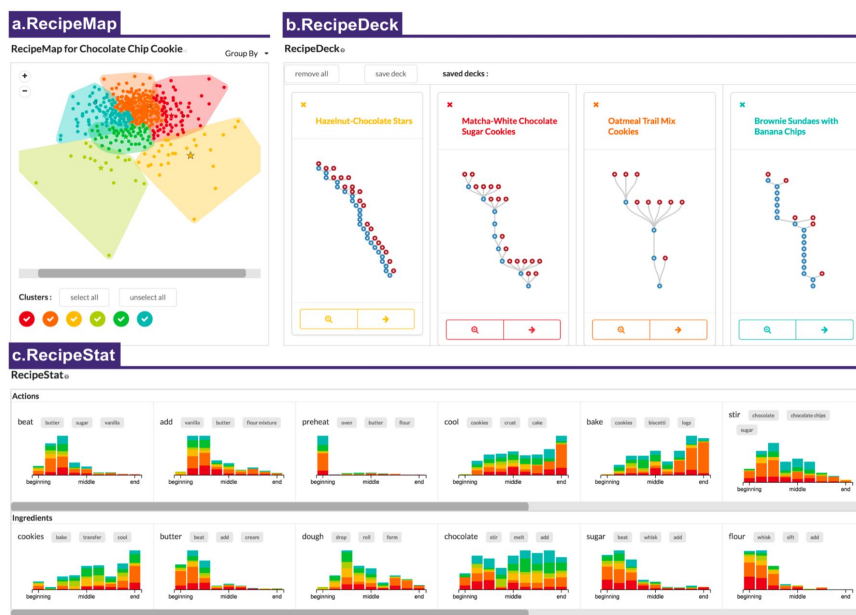 a.RecipeMap
RecipeMap for Chocolate Chip Cookie
Group By
+
−
Clusters :
select all
unselect all
b.RecipeDeck
RecipeDeck
remove all
save deck
saved decks :
Hazelnut-Chocolate Stars
Matcha-White Chocolate
Sugar Cookies
Oatmeal Trail Mix
Cookies
Brownie Sundaes with
Banana Chips
c.RecipeStat
RecipeStat
Actions
beat butter sugar vanilla
beginning middle end
add vanilla butter flour mixture
beginning middle end
preheat oven butter flour
beginning middle end
cool cookies crust cake
beginning middle end
bake cookies biscotti logs
beginning middle end
stir chocolate chocolate chips
sugar
beginning middle end
Ingredients
cookies bake transfer cool
beginning middle end
butter beat add cream
beginning middle end
dough drop roll form
beginning middle end
chocolate stir melt add
beginning middle end
sugar beat whisk add
beginning middle end
flour whisk sift add
beginning middle end